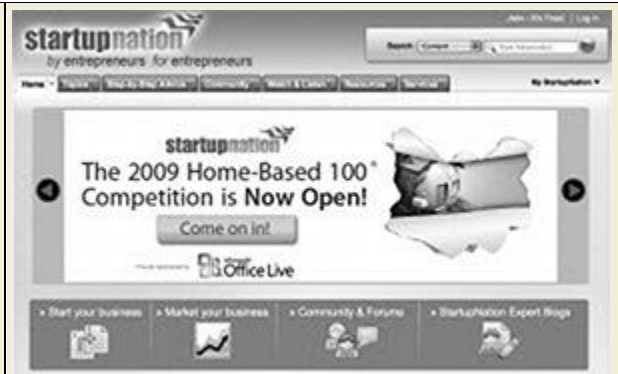 Join - It's Free! | Log In
startupnation
by entrepreneurs for entrepreneurs
Search Content
Home Topics Step-by-Step Advice Community Watch & Listen Resources Services My StartupNation
startupnation
The 2009 Home-Based 100®
Competition is Now Open!
Come on in!
Microsoft
Office Live
Start your business Market your business Community & Forums StartupNation Expert Blogs